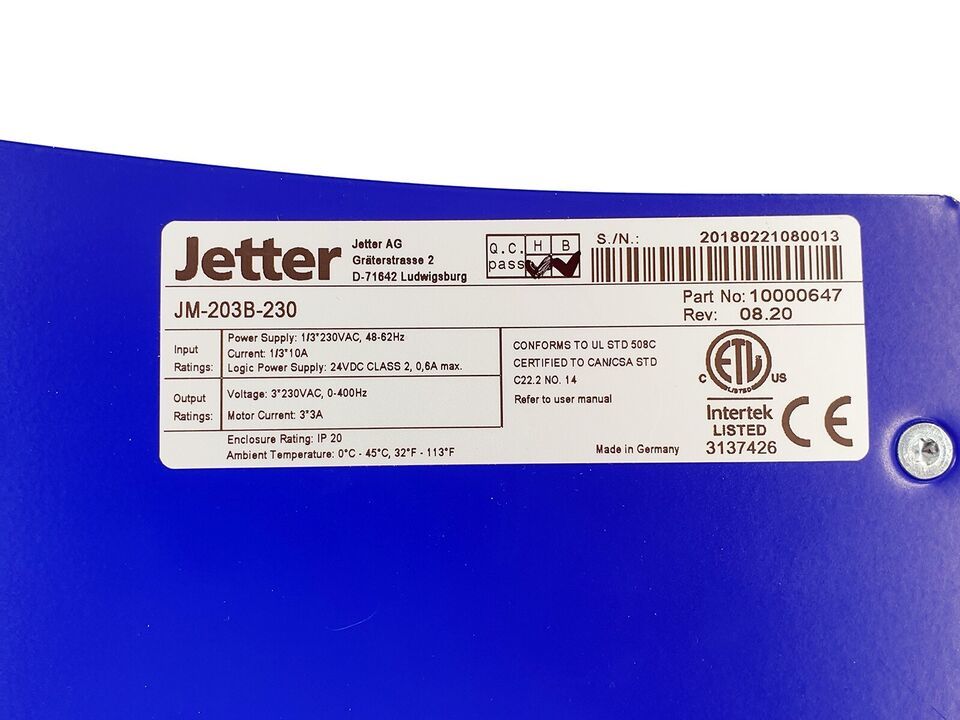 Jetter
Jetter AG
Gräterstrasse 2
D-71642 Ludwigsburg
Q.C. H B
pass
S./N.: 20180221080013
JM-203B-230
Part No: 10000647
Rev: 08.20
Input Ratings:
Power Supply: 1/3*230VAC, 48-62Hz
Current: 1/3*10A
Logic Power Supply: 24VDC CLASS 2, 0,6A max.
Output Ratings:
Voltage: 3*230VAC, 0-400Hz
Motor Current: 3*3A
Enclosure Rating: IP 20
Ambient Temperature: 0°C - 45°C, 32°F - 113°F
CONFORMS TO UL STD 508C
CERTIFIED TO CAN/CSA STD
C22.2 NO. 14
Refer to user manual
Made in Germany
ETL
LISTED
C US
Intertek
LISTED
3137426
CE